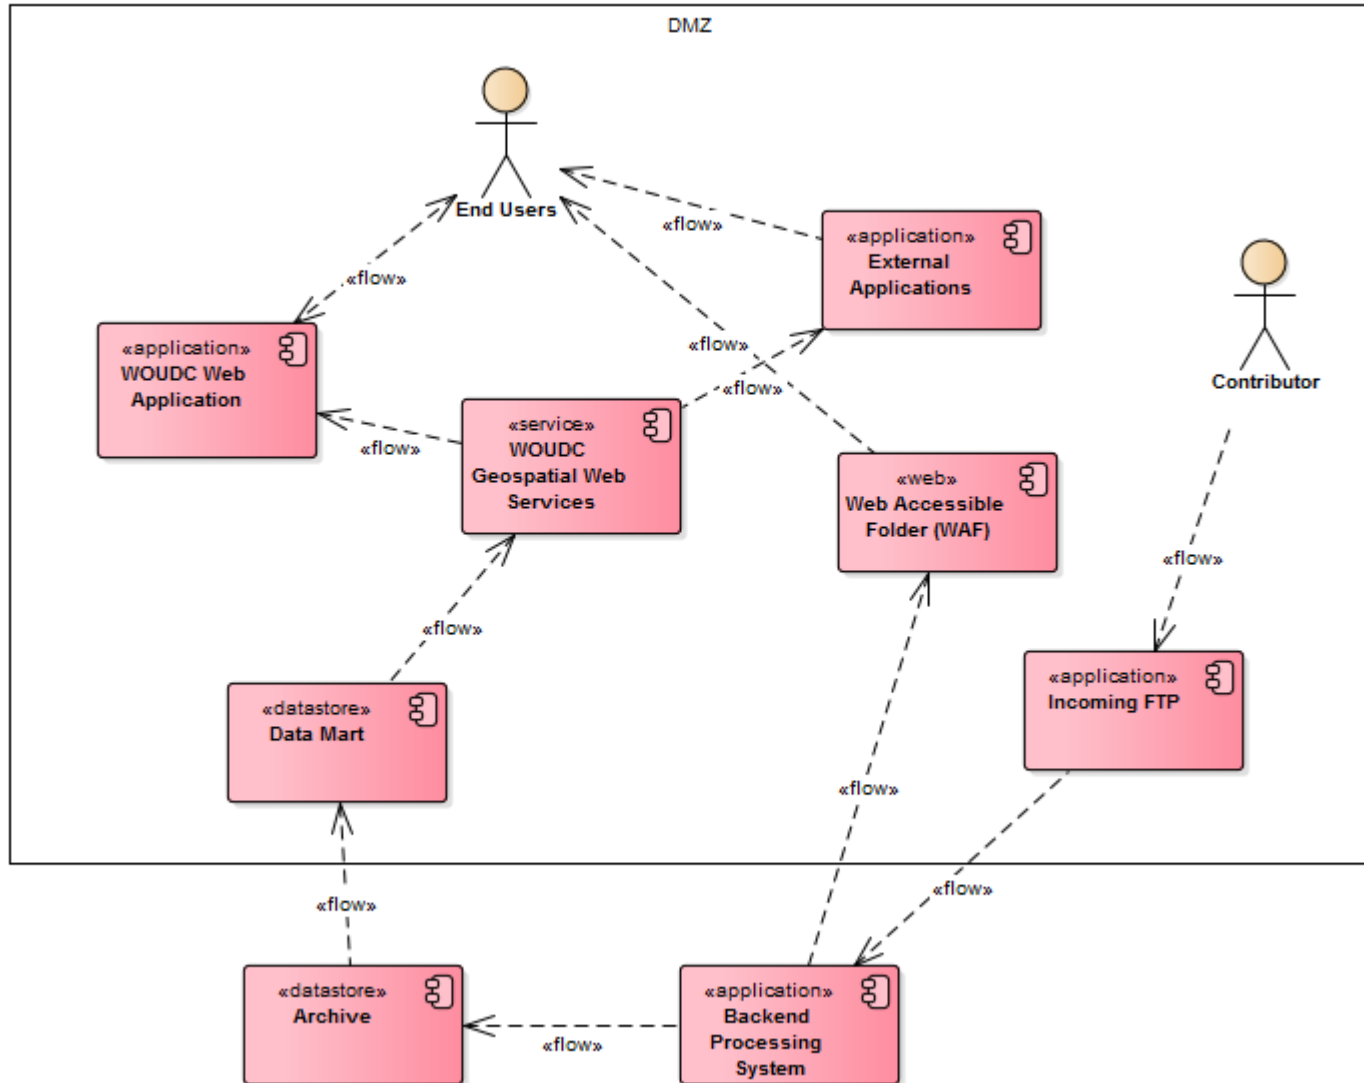 DMZ
End Users
«flow»
«application»
External
Applications
«flow»
«application»
WOUDC Web
Application
«flow»
«flow»
Contributor
«flow»
«service»
WOUDC
Geospatial Web
Services
«flow»
«web»
Web Accessible
Folder (WAF)
«flow»
«flow»
«application»
Incoming FTP
«datastore»
Data Mart
«flow»
«flow»
«flow»
«datastore»
Archive
«flow»
«application»
Backend
Processing
System